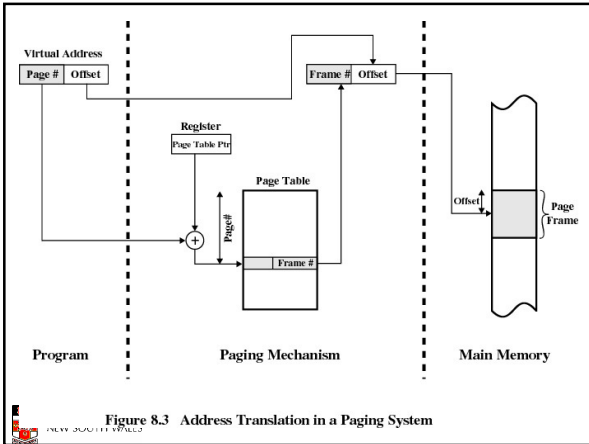 Virtual Address
Page # Offset
Frame # Offset
Register
Page Table Ptr
Page Table
Page#
+
Frame #
Offset
Page
Frame
Program
Paging Mechanism
Main Memory
Figure 8.3 Address Translation in a Paging System
NEW SOUTH WALES